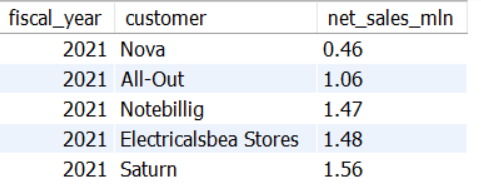 fiscal_year customer net_sales_mln
2021 Nova 0.46
2021 All-Out 1.06
2021 Notebillig 1.47
2021 Electricalsbea Stores 1.48
2021 Saturn 1.56